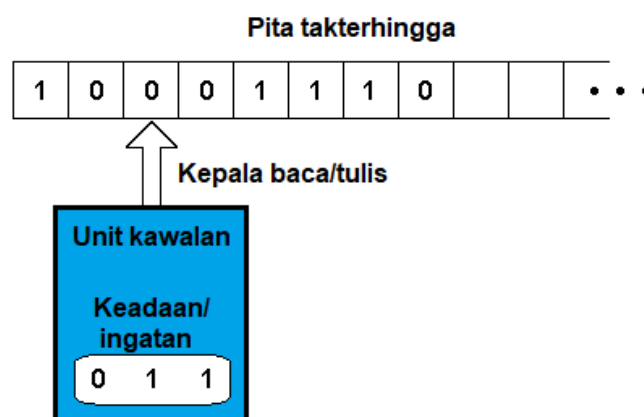 Pita takterhingga
1 0 0 0 1 1 1 0 • • •
Kepala baca/tulis
Unit kawalan
Keadaan/
ingatan
0 1 1